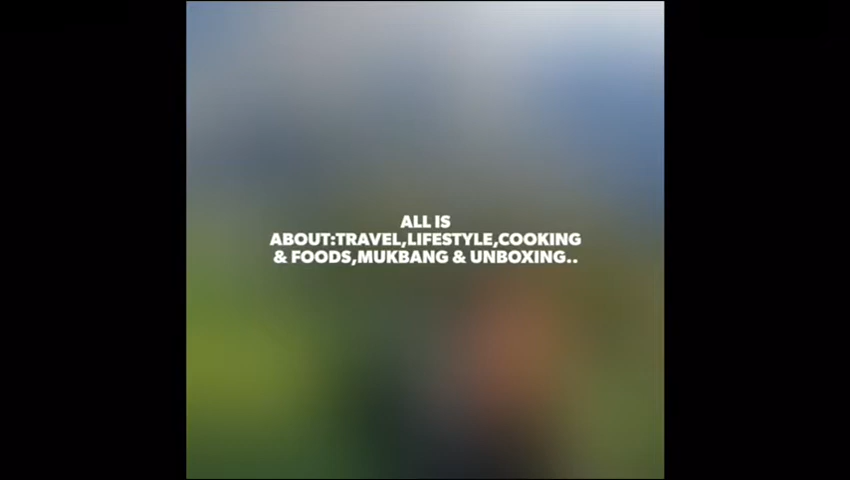 ALL IS
ABOUT:TRAVEL,LIFESTYLE,COOKING
& FOODS,MUKBANG & UNBOXING..